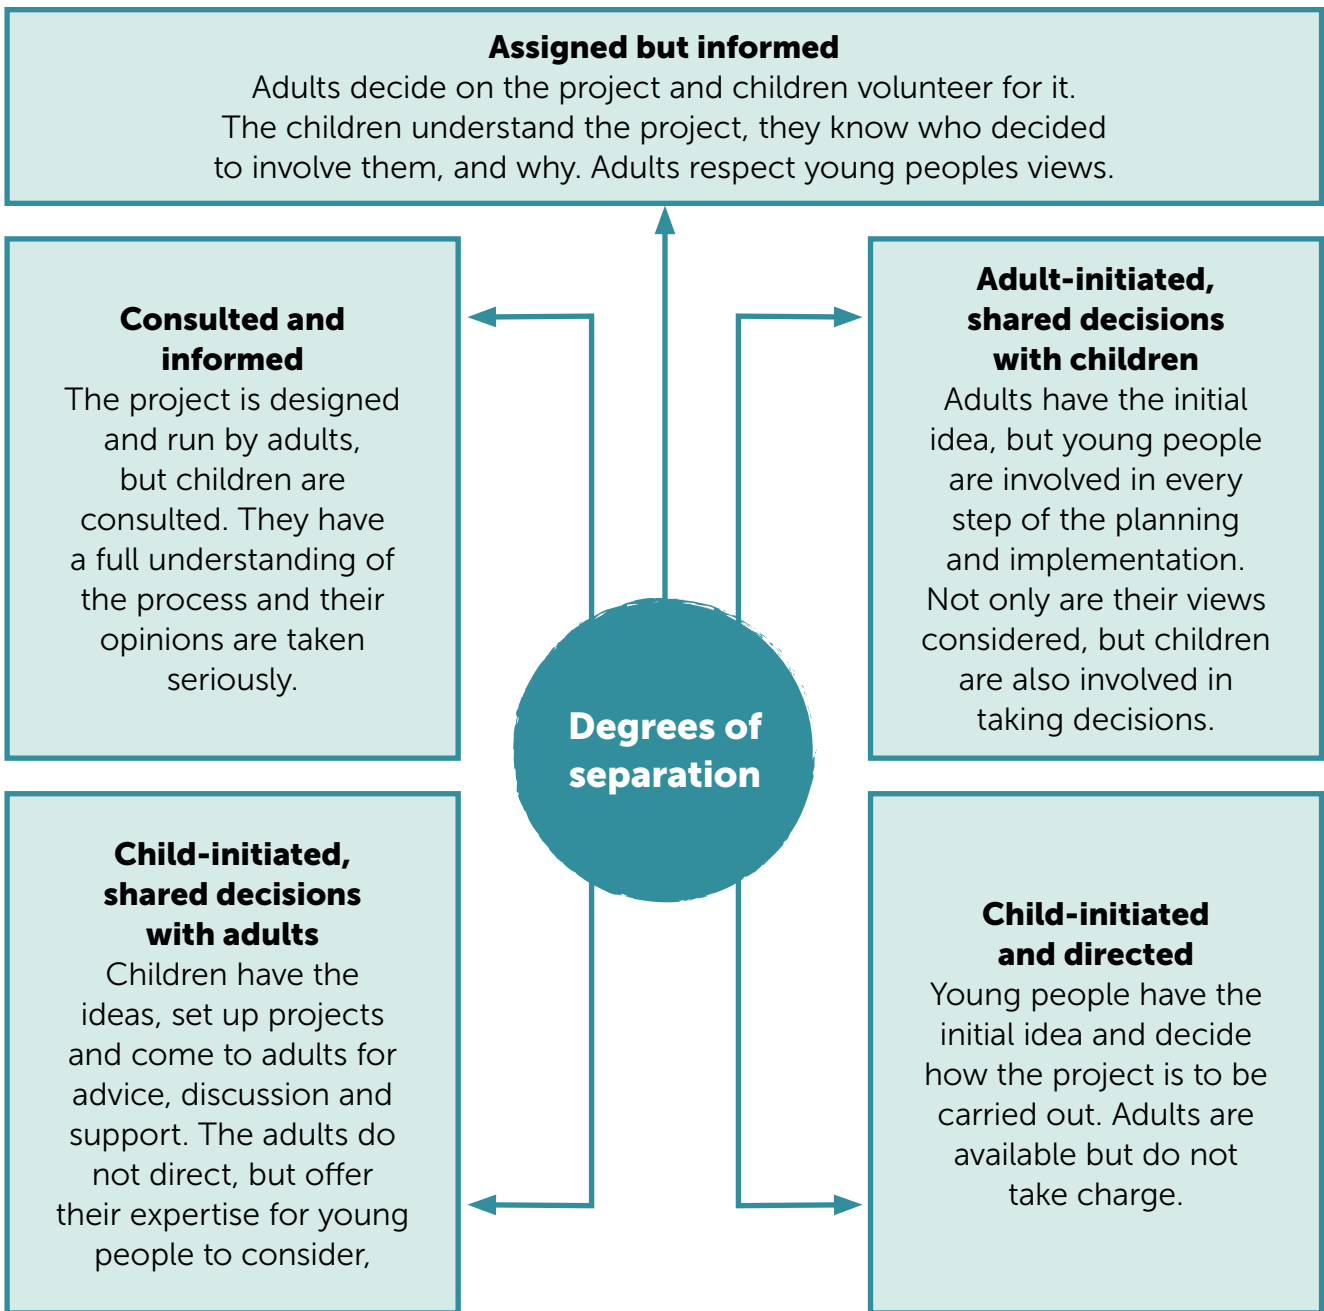 Assigned but informed
Adults decide on the project and children volunteer for it.
The children understand the project, they know who decided
to involve them, and why. Adults respect young peoples views.
Consulted and
informed
The project is designed
and run by adults,
but children are
consulted. They have
a full understanding of
the process and their
opinions are taken
seriously.
Adult-initiated,
shared decisions
with children
Adults have the initial
idea, but young people
are involved in every
step of the planning
and implementation.
Not only are their views
considered, but children
are also involved in
taking decisions.
Degrees of
separation
Child-initiated,
shared decisions
with adults
Children have the
ideas, set up projects
and come to adults for
advice, discussion and
support. The adults do
not direct, but offer
their expertise for young
people to consider,
Child-initiated
and directed
Young people have the
initial idea and decide
how the project is to be
carried out. Adults are
available but do not
take charge.